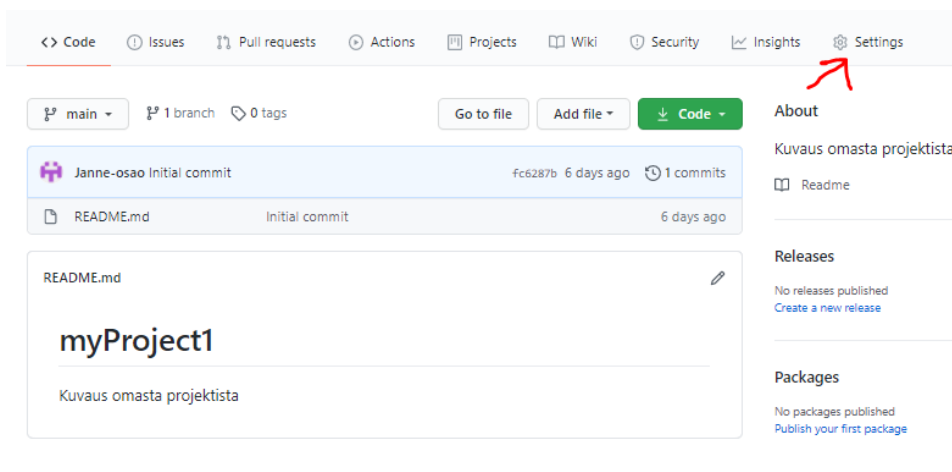 <> Code Issues Pull requests Actions Projects Wiki Security Insights Settings
main 1 branch 0 tags Go to file Add file Code
Janne-osao Initial commit fc6287b 6 days ago 1 commits
README.md Initial commit 6 days ago
README.md
myProject1
Kuvaus omasta projektista
About
Kuvaus omasta projektista
Readme
Releases
No releases published
Create a new release
Packages
No packages published
Publish your first package